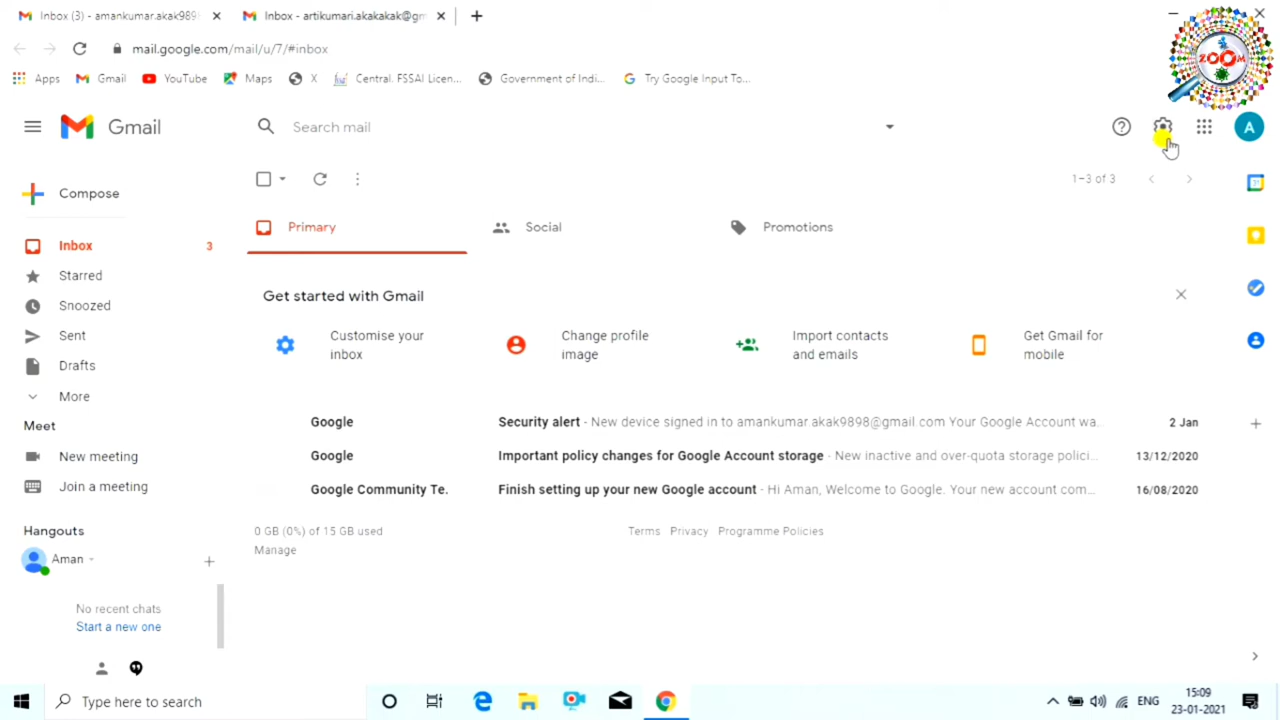 Inbox (3) - amankumar.akak989
Inbox - artikumari.akakakak@gm
mail.google.com/mail/u/7/#inbox
Apps Gmail YouTube Maps X Central. FSSAI Licen... Government of Indi... Try Google Input To...
ZOOM
Gmail
Search mail
A
Compose
1–3 of 3
Primary Social Promotions
Inbox 3
Starred
Snoozed
Sent
Drafts
More
Get started with Gmail
Customise your inbox
Change profile image
Import contacts and emails
Get Gmail for mobile
Google Security alert - New device signed in to amankumar.akak9898@gmail.com Your Google Account wa... 2 Jan
Google Important policy changes for Google Account storage - New inactive and over-quota storage polici... 13/12/2020
Google Community Te. Finish setting up your new Google account - Hi Aman, Welcome to Google. Your new account com... 16/08/2020
Meet
New meeting
Join a meeting
Hangouts
Aman
No recent chats
Start a new one
0 GB (0%) of 15 GB used
Manage
Terms Privacy Programme Policies
Type here to search
ENG
15:09
23-01-2021